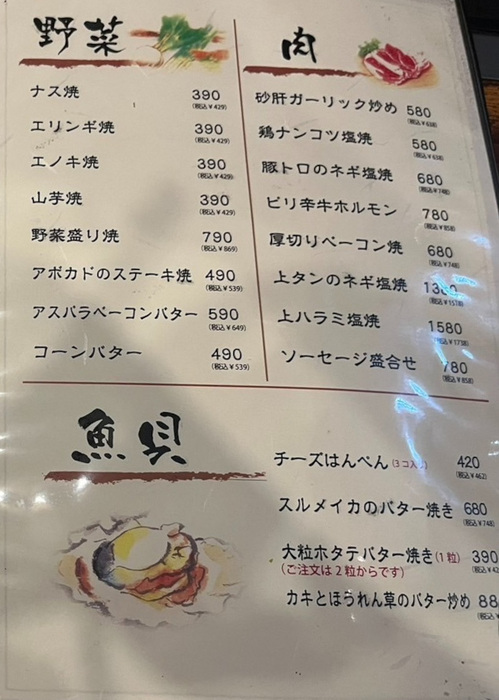 野菜
ナス焼 390
(税込¥429)
エリンギ焼 390
(税込¥429)
エノキ焼 390
(税込¥429)
山芋焼 390
(税込¥429)
野菜盛り焼 790
(税込¥869)
アボカドのステーキ焼 490
(税込¥539)
アスパラベーコンバター 590
(税込¥649)
コーンバター 490
(税込¥539)
肉
砂肝ガーリック炒め 580
(税込¥638)
鶏ナンコツ塩焼 580
(税込¥638)
豚トロのネギ塩焼 680
(税込¥748)
ピリ辛牛ホルモン 780
(税込¥858)
厚切りベーコン焼 680
(税込¥748)
上タンのネギ塩焼
(税込¥1518)
上ハラミ塩焼 1580
(税込¥1738)
ソーセージ盛合せ 780
(税込¥858)
魚貝
チーズはんぺん(3コ入 420
(税込¥462)
スルメイカのバター焼き 680
(税込¥748)
大粒ホタテバター焼き(1粒) 390
(ご注文は2粒からです) (税込¥42
カキとほうれん草のバター炒め 88